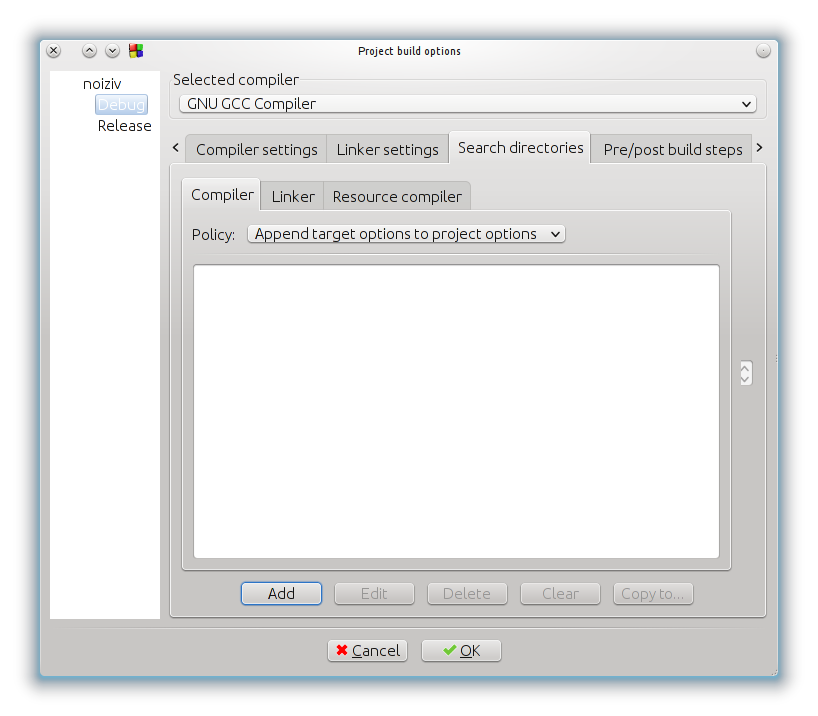 Project build options
noiziv
Debug
Release
Selected compiler
GNU GCC Compiler
Compiler settings
Linker settings
Search directories
Pre/post build steps
Compiler
Linker
Resource compiler
Policy:
Append target options to project options
Add
Edit
Delete
Clear
Copy to...
Cancel
OK